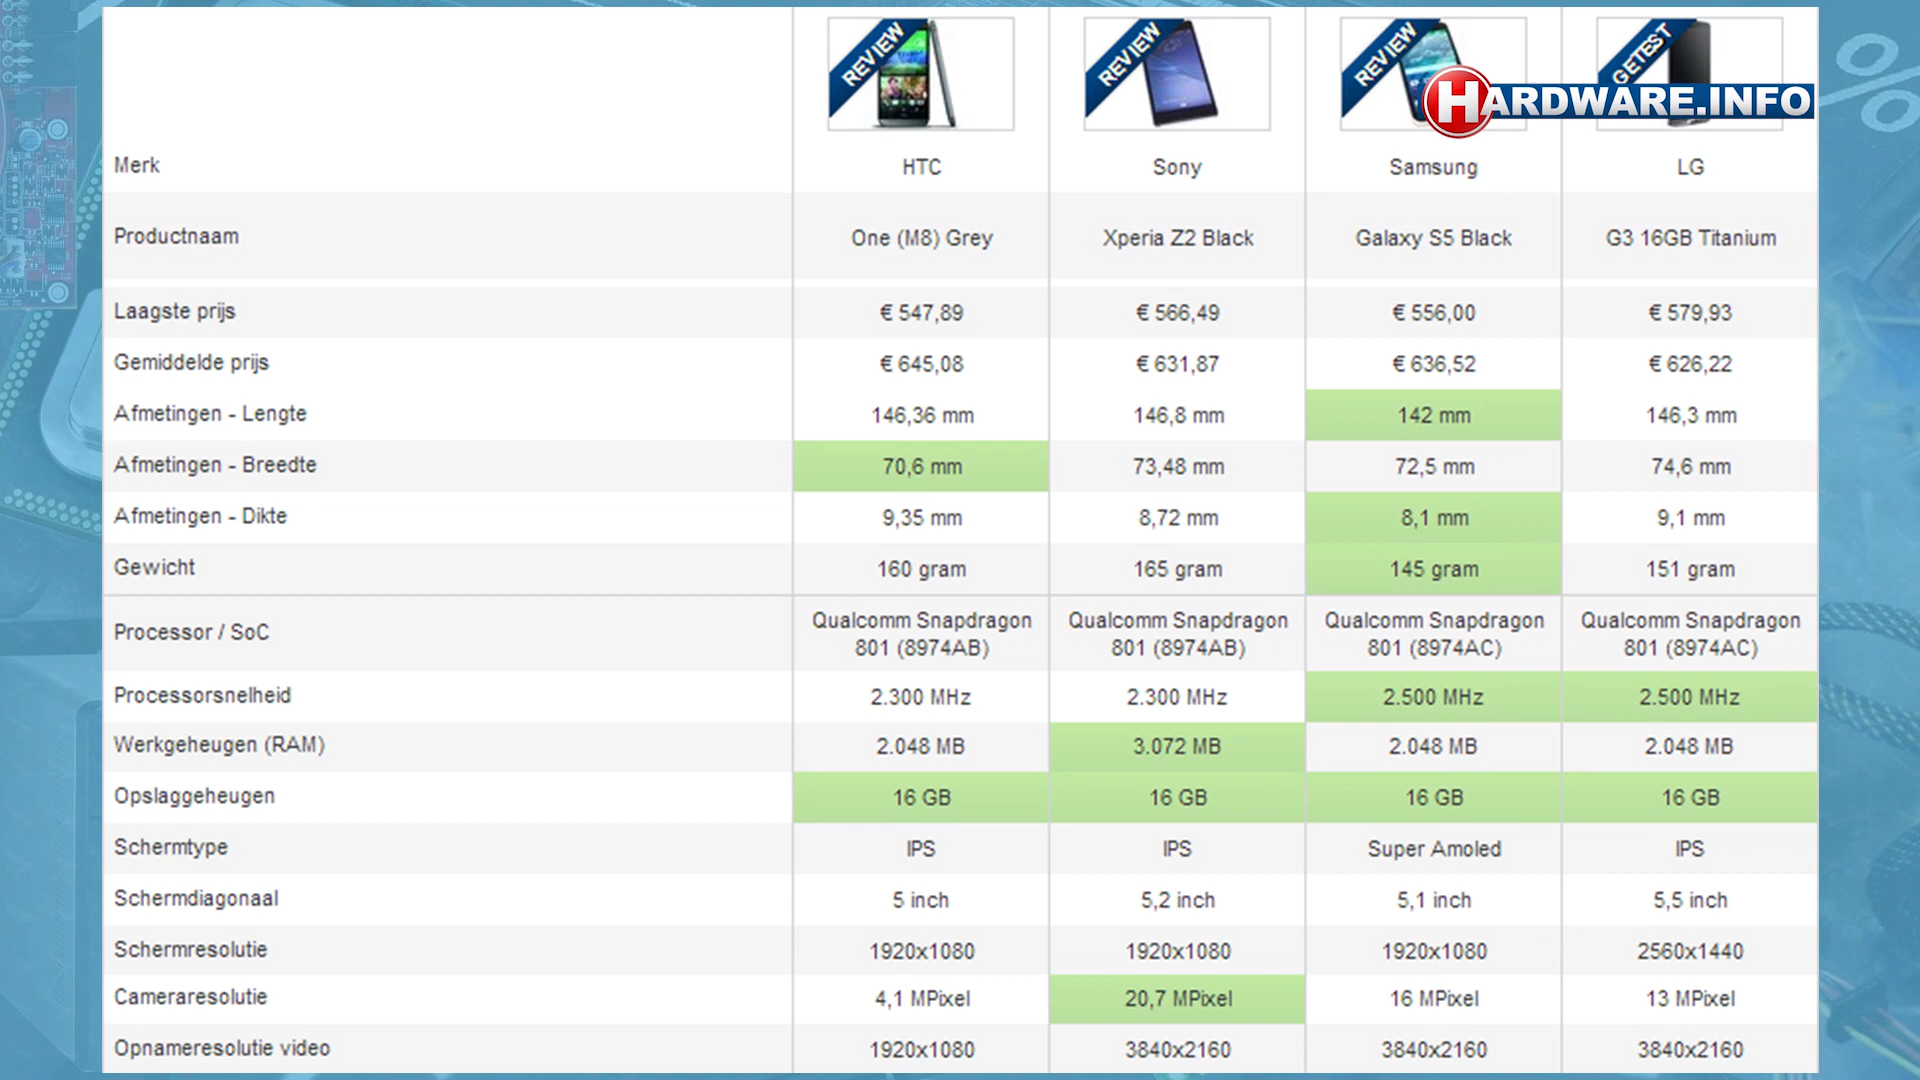 REVIEW REVIEW REVIEW GETEST
HARDWARE.INFO
Merk HTC Sony Samsung LG
Productnaam One (M8) Grey Xperia Z2 Black Galaxy S5 Black G3 16GB Titanium
Laagste prijs € 547,89 € 566,49 € 556,00 € 579,93
Gemiddelde prijs € 645,08 € 631,87 € 636,52 € 626,22
Afmetingen - Lengte 146,36 mm 146,8 mm 142 mm 146,3 mm
Afmetingen - Breedte 70,6 mm 73,48 mm 72,5 mm 74,6 mm
Afmetingen - Dikte 9,35 mm 8,72 mm 8,1 mm 9,1 mm
Gewicht 160 gram 165 gram 145 gram 151 gram
Processor / SoC Qualcomm Snapdragon 801 (8974AB) Qualcomm Snapdragon 801 (8974AB) Qualcomm Snapdragon 801 (8974AC) Qualcomm Snapdragon 801 (8974AC)
Processorsnelheid 2.300 MHz 2.300 MHz 2.500 MHz 2.500 MHz
Werkgeheugen (RAM) 2.048 MB 3.072 MB 2.048 MB 2.048 MB
Opslaggeheugen 16 GB 16 GB 16 GB 16 GB
Schermtype IPS IPS Super Amoled IPS
Schermdiagonaal 5 inch 5,2 inch 5,1 inch 5,5 inch
Schermresolutie 1920x1080 1920x1080 1920x1080 2560x1440
Cameraresolutie 4,1 MPixel 20,7 MPixel 16 MPixel 13 MPixel
Opnameresolutie video 1920x1080 3840x2160 3840x2160 3840x2160